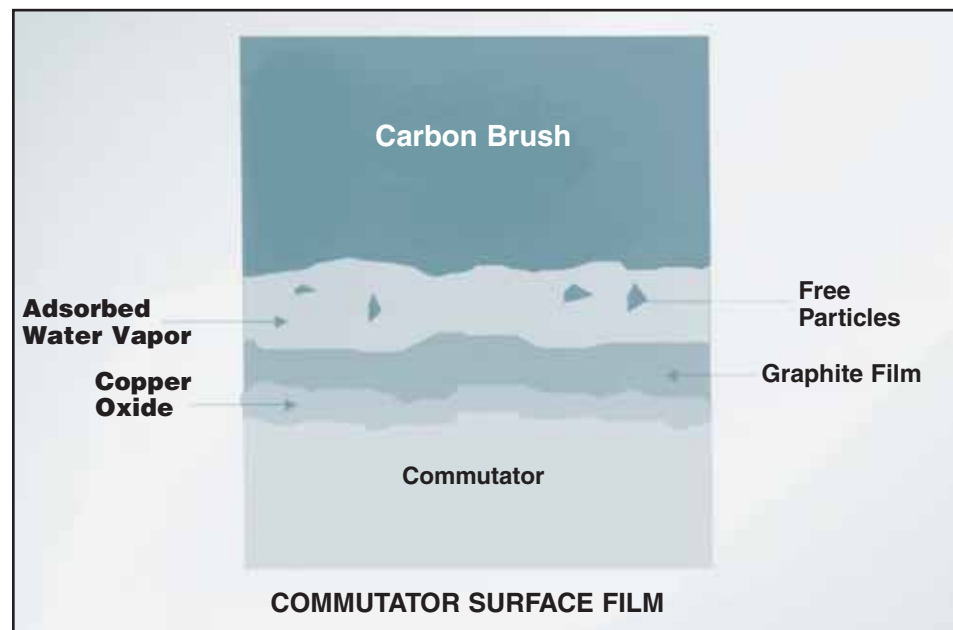 Carbon Brush
Adsorbed
Water Vapor
Free
Particles
Copper
Oxide
Graphite Film
Commutator
COMMUTATOR SURFACE FILM